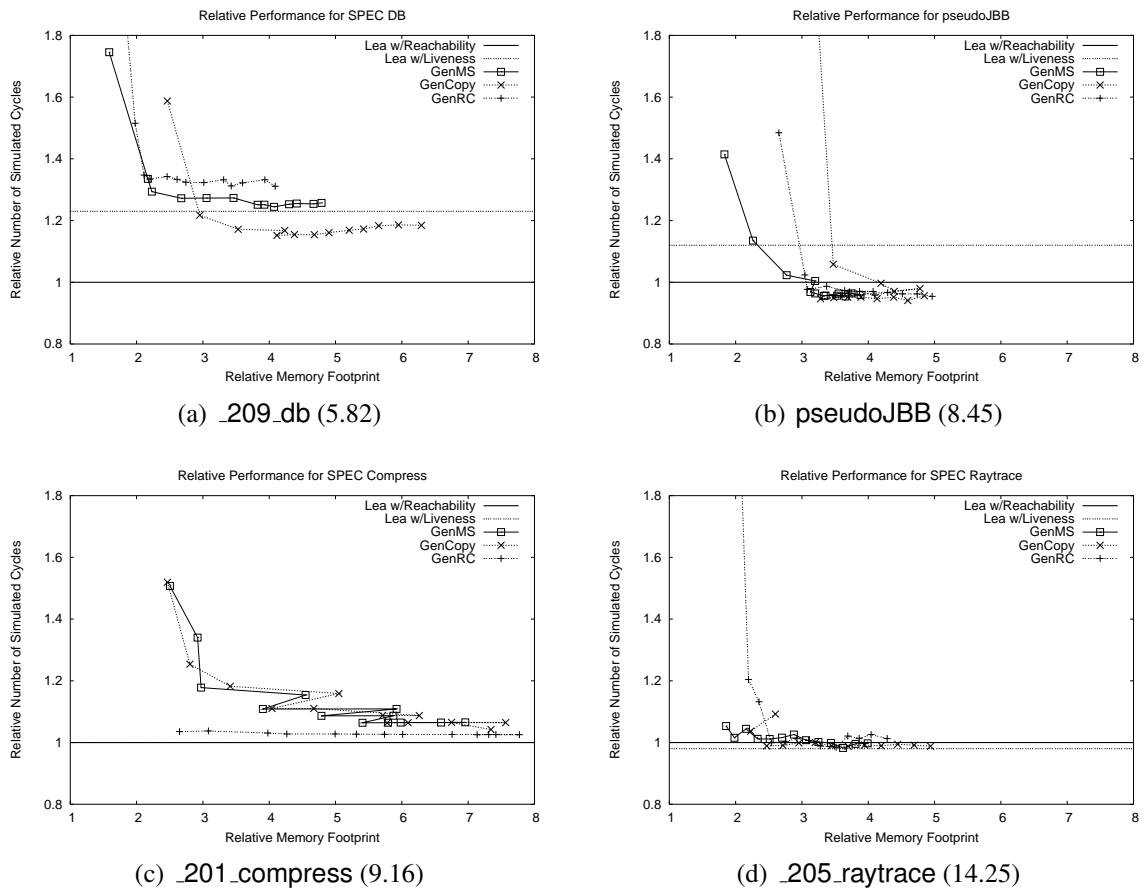 Relative Performance for SPEC DB
1.8
1.6
1.4
1.2
1
0.8
Relative Number of Simulated Cycles
Lea w/Reachability
Lea w/Liveness
GenMS
GenCopy
GenRC
1 2 3 4 5 6 7 8
Relative Memory Footprint
(a) _209_db (5.82)
Relative Performance for pseudoJBB
1.8
1.6
1.4
1.2
1
0.8
Relative Number of Simulated Cycles
Lea w/Reachability
Lea w/Liveness
GenMS
GenCopy
GenRC
1 2 3 4 5 6 7 8
Relative Memory Footprint
(b) pseudoJBB (8.45)
Relative Performance for SPEC Compress
1.8
1.6
1.4
1.2
1
0.8
Relative Number of Simulated Cycles
Lea w/Reachability
Lea w/Liveness
GenMS
GenCopy
GenRC
1 2 3 4 5 6 7 8
Relative Memory Footprint
(c) _201_compress (9.16)
Relative Performance for SPEC Raytrace
1.8
1.6
1.4
1.2
1
0.8
Relative Number of Simulated Cycles
Lea w/Reachability
Lea w/Liveness
GenMS
GenCopy
GenRC
1 2 3 4 5 6 7 8
Relative Memory Footprint
(d) _205_raytrace (14.25)